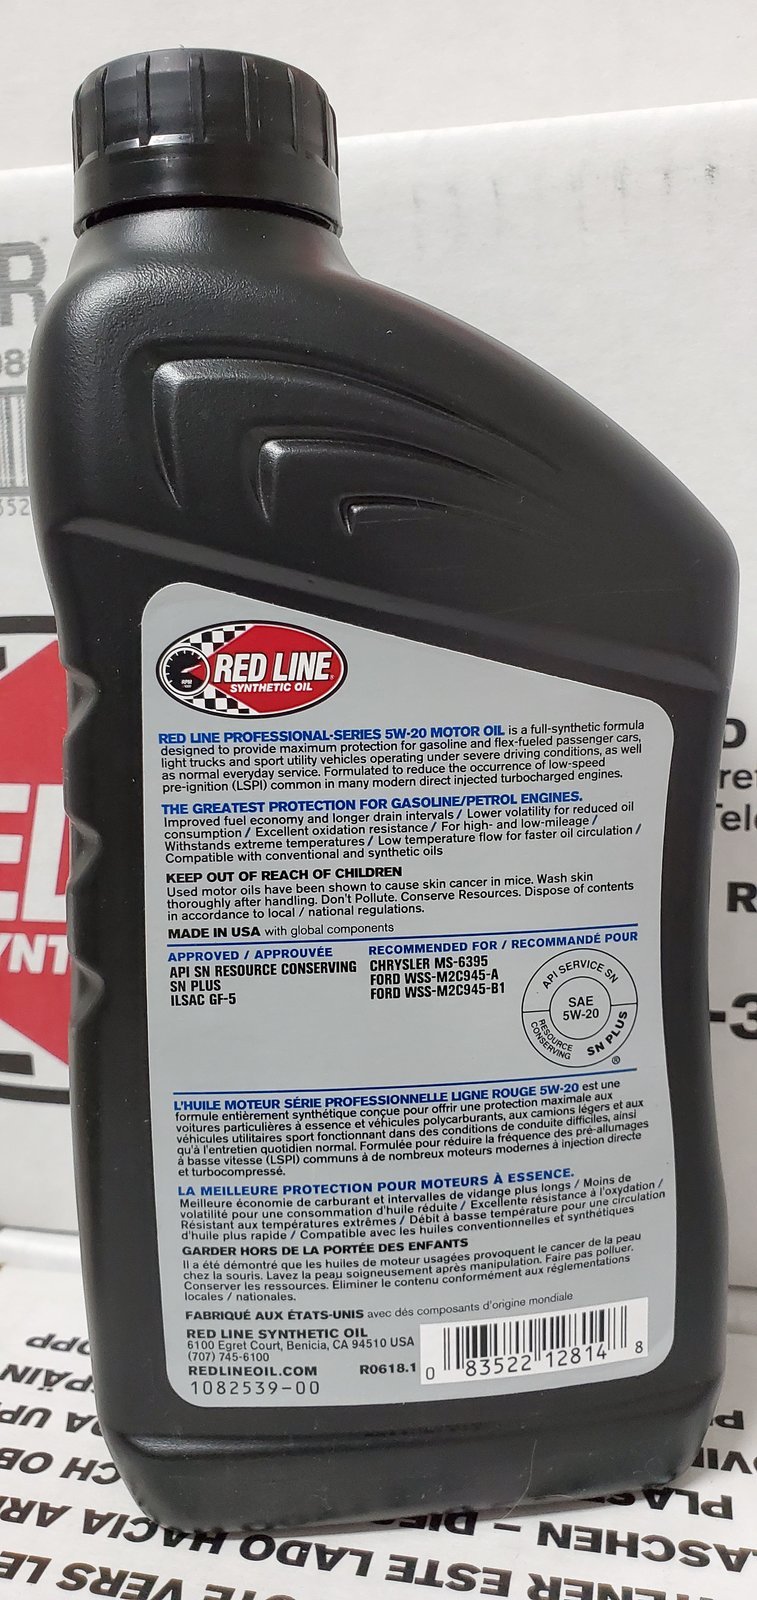 RED LINE
SYNTHETIC OIL
RED LINE PROFESSIONAL-SERIES 5W-20 MOTOR OIL is a full-synthetic formula
designed to provide maximum protection for gasoline and flex-fueled passenger cars,
light trucks and sport utility vehicles operating under severe driving conditions, as well
as normal everyday service. Formulated to reduce the occurrence of low-speed
pre-ignition (LSPI) common in many modern direct injected turbocharged engines.
THE GREATEST PROTECTION FOR GASOLINE/PETROL ENGINES.
Improved fuel economy and longer drain intervals / Lower volatility for reduced oil
consumption / Excellent oxidation resistance / For high- and low-mileage /
Withstands extreme temperatures / Low temperature flow for faster oil circulation /
Compatible with conventional and synthetic oils
KEEP OUT OF REACH OF CHILDREN
Used motor oils have been shown to cause skin cancer in mice. Wash skin
thoroughly after handling. Don't Pollute. Conserve Resources. Dispose of contents
in accordance to local / national regulations.
MADE IN USA with global components
APPROVED / APPROUVÉE
API SN RESOURCE CONSERVING
SN PLUS
ILSAC GF-5
RECOMMENDED FOR / RECOMMANDÉ POUR
CHRYSLER MS-6395
FORD WSS-M2C945-A
FORD WSS-M2C945-B1
API SERVICE SN
SAE
5W-20
RESOURCE
CONSERVING
SN PLUS
®
L'HUILE MOTEUR SÉRIE PROFESSIONNELLE LIGNE ROUGE 5W-20 est une
formule entièrement synthétique conçue pour offrir une protection maximale aux
voitures particulières à essence et véhicules polycarburants, aux camions légers et aux
véhicules utilitaires sport fonctionnant dans des conditions de conduite difficiles, ainsi
qu'à l'entretien quotidien normal. Formulée pour réduire la fréquence des pré-allumages
à basse vitesse (LSPI) communs à de nombreux moteurs modernes à injection directe
et turbocompressé.
LA MEILLEURE PROTECTION POUR MOTEURS À ESSENCE.
Meilleure économie de carburant et intervalles de vidange plus longs / Moins de
volatilité pour une consommation d'huile réduite / Excellente résistance à l'oxydation /
Résistant aux températures extrêmes / Débit à basse température pour une circulation
d'huile plus rapide / Compatible avec les huiles conventionnelles et synthétiques
GARDER HORS DE LA PORTÉE DES ENFANTS
Il a été démontré que les huiles de moteur usagées provoquent le cancer de la peau
chez la souris. Lavez la peau soigneusement après manipulation. Faire pas polluer.
Conserver les ressources. Éliminer le contenu conformément aux réglementations
locales / nationales.
FABRIQUÉ AUX ÉTATS-UNIS avec dés composants d'origine mondiale
RED LINE SYNTHETIC OIL
6100 Egret Court, Benicia, CA 94510 USA
(707) 745-6100
REDLINEOIL.COM R0618.1
1082539-00
0 83522 12814 8